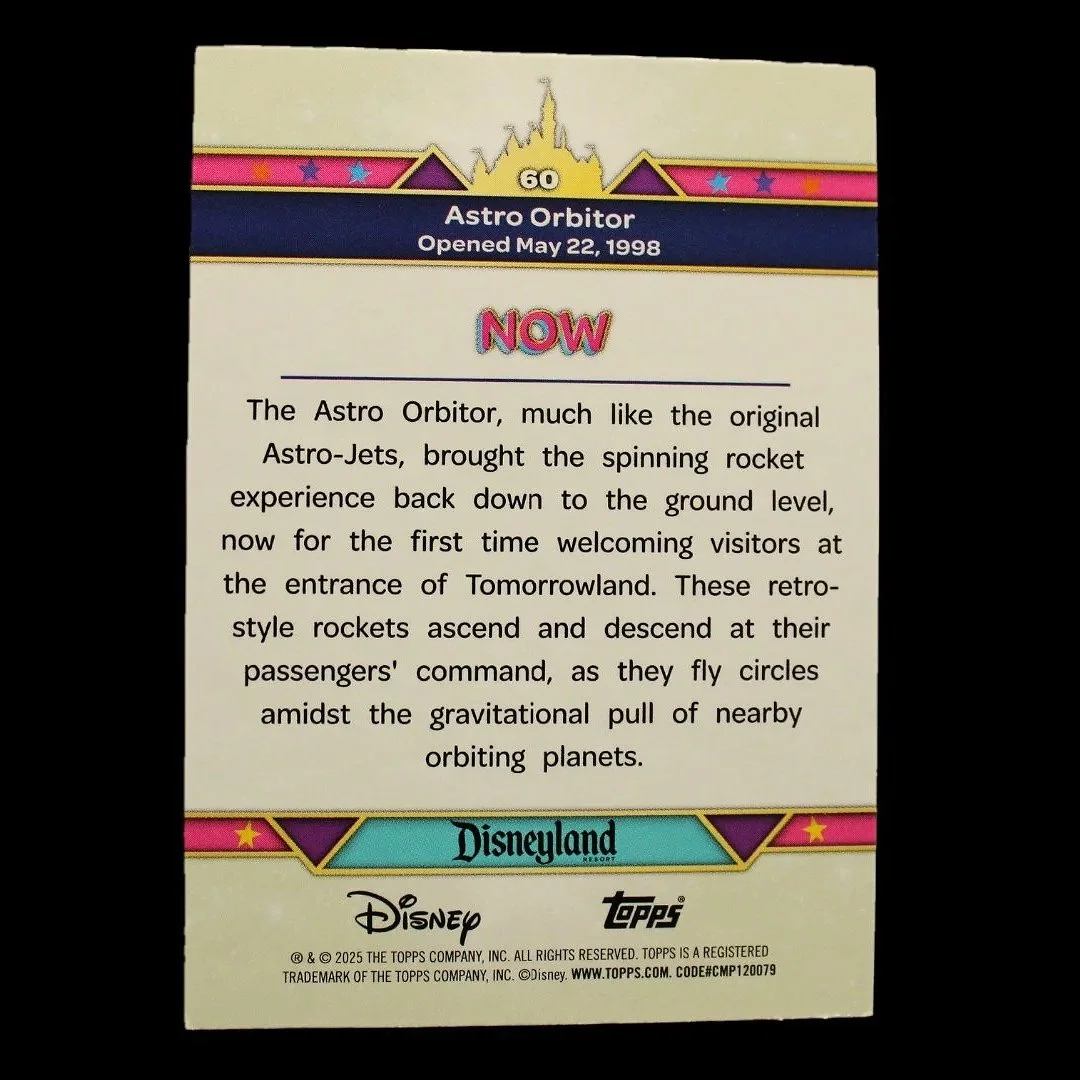 60
Astro Orbitor
Opened May 22, 1998
NOW
The Astro Orbitor, much like the original
Astro-Jets, brought the spinning rocket
experience back down to the ground level,
now for the first time welcoming visitors at
the entrance of Tomorrowland. These retro-
style rockets ascend and descend at their
passengers' command, as they fly circles
amidst the gravitational pull of nearby
orbiting planets.
Disneyland
RESORT
Disney
Topps®
® & © 2025 THE TOPPS COMPANY, INC. ALL RIGHTS RESERVED. TOPPS IS A REGISTERED
TRADEMARK OF THE TOPPS COMPANY, INC. ©Disney. WWW.TOPPS.COM. CODE#CMP120079